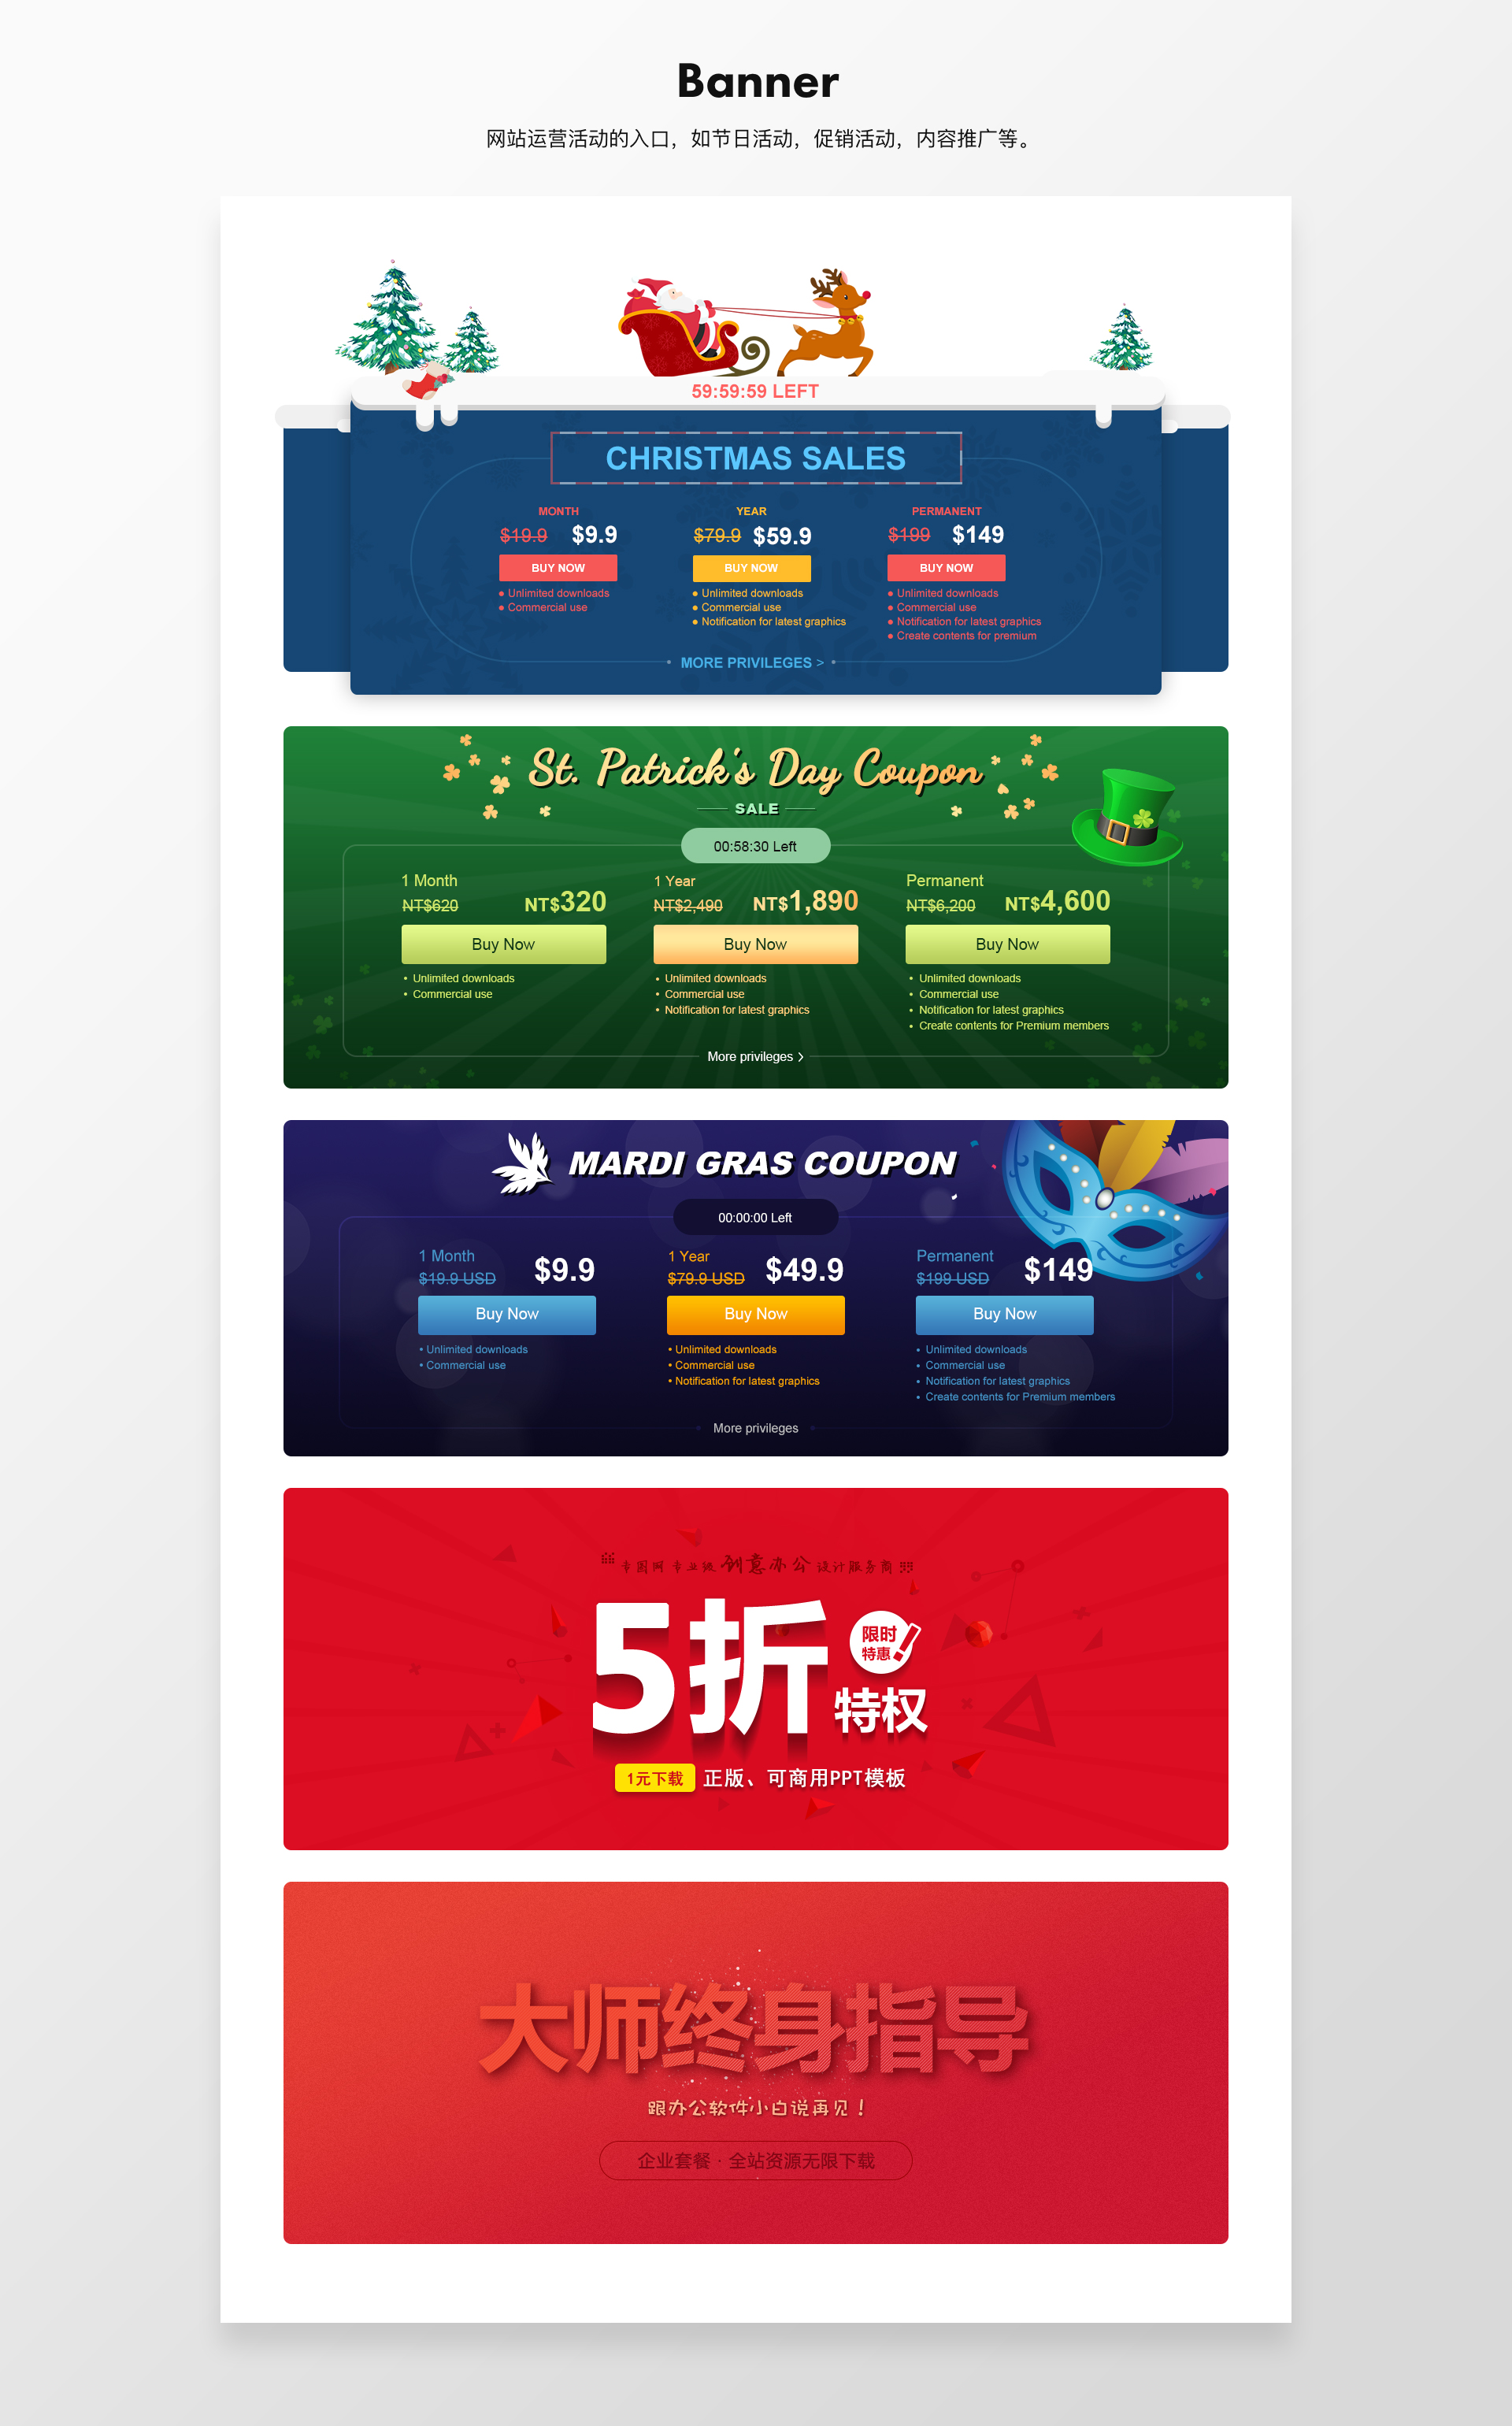 Banner
网站运营活动的入口，如节日活动，促销活动，内容推广等。
59:59:59 LEFT
CHRISTMAS SALES
MONTH
$19.9 $9.9
BUY NOW
Unlimited downloads
Commercial use
YEAR
$79.9 $59.9
BUY NOW
Unlimited downloads
Commercial use
Notification for latest graphics
PERMANENT
$199 $149
BUY NOW
Unlimited downloads
Commercial use
Notification for latest graphics
Create contents for premium
MORE PRIVILEGES >
St. Patrick's Day Coupon
SALE
00:58:30 Left
1 Month
NT$620 NT$320
Buy Now
• Unlimited downloads
• Commercial use
1 Year
NT$2,490 NT$1,890
Buy Now
• Unlimited downloads
• Commercial use
• Notification for latest graphics
Permanent
NT$6,200 NT$4,600
Buy Now
• Unlimited downloads
• Commercial use
• Notification for latest graphics
• Create contents for Premium members
More privileges >
MARDI GRAS COUPON
00:00:00 Left
1 Month
$19.9 USD $9.9
Buy Now
• Unlimited downloads
• Commercial use
1 Year
$79.9 USD $49.9
Buy Now
• Unlimited downloads
• Commercial use
• Notification for latest graphics
Permanent
$199 USD $149
Buy Now
• Unlimited downloads
• Commercial use
• Notification for latest graphics
• Create contents for Premium members
More privileges
专业级 创意办公 设计服务商
5折
限时
特惠
特权
1元下载 正版、可商用PPT模板
大师终身指导
跟办公软件小白说再见！
企业套餐 · 全站资源无限下载